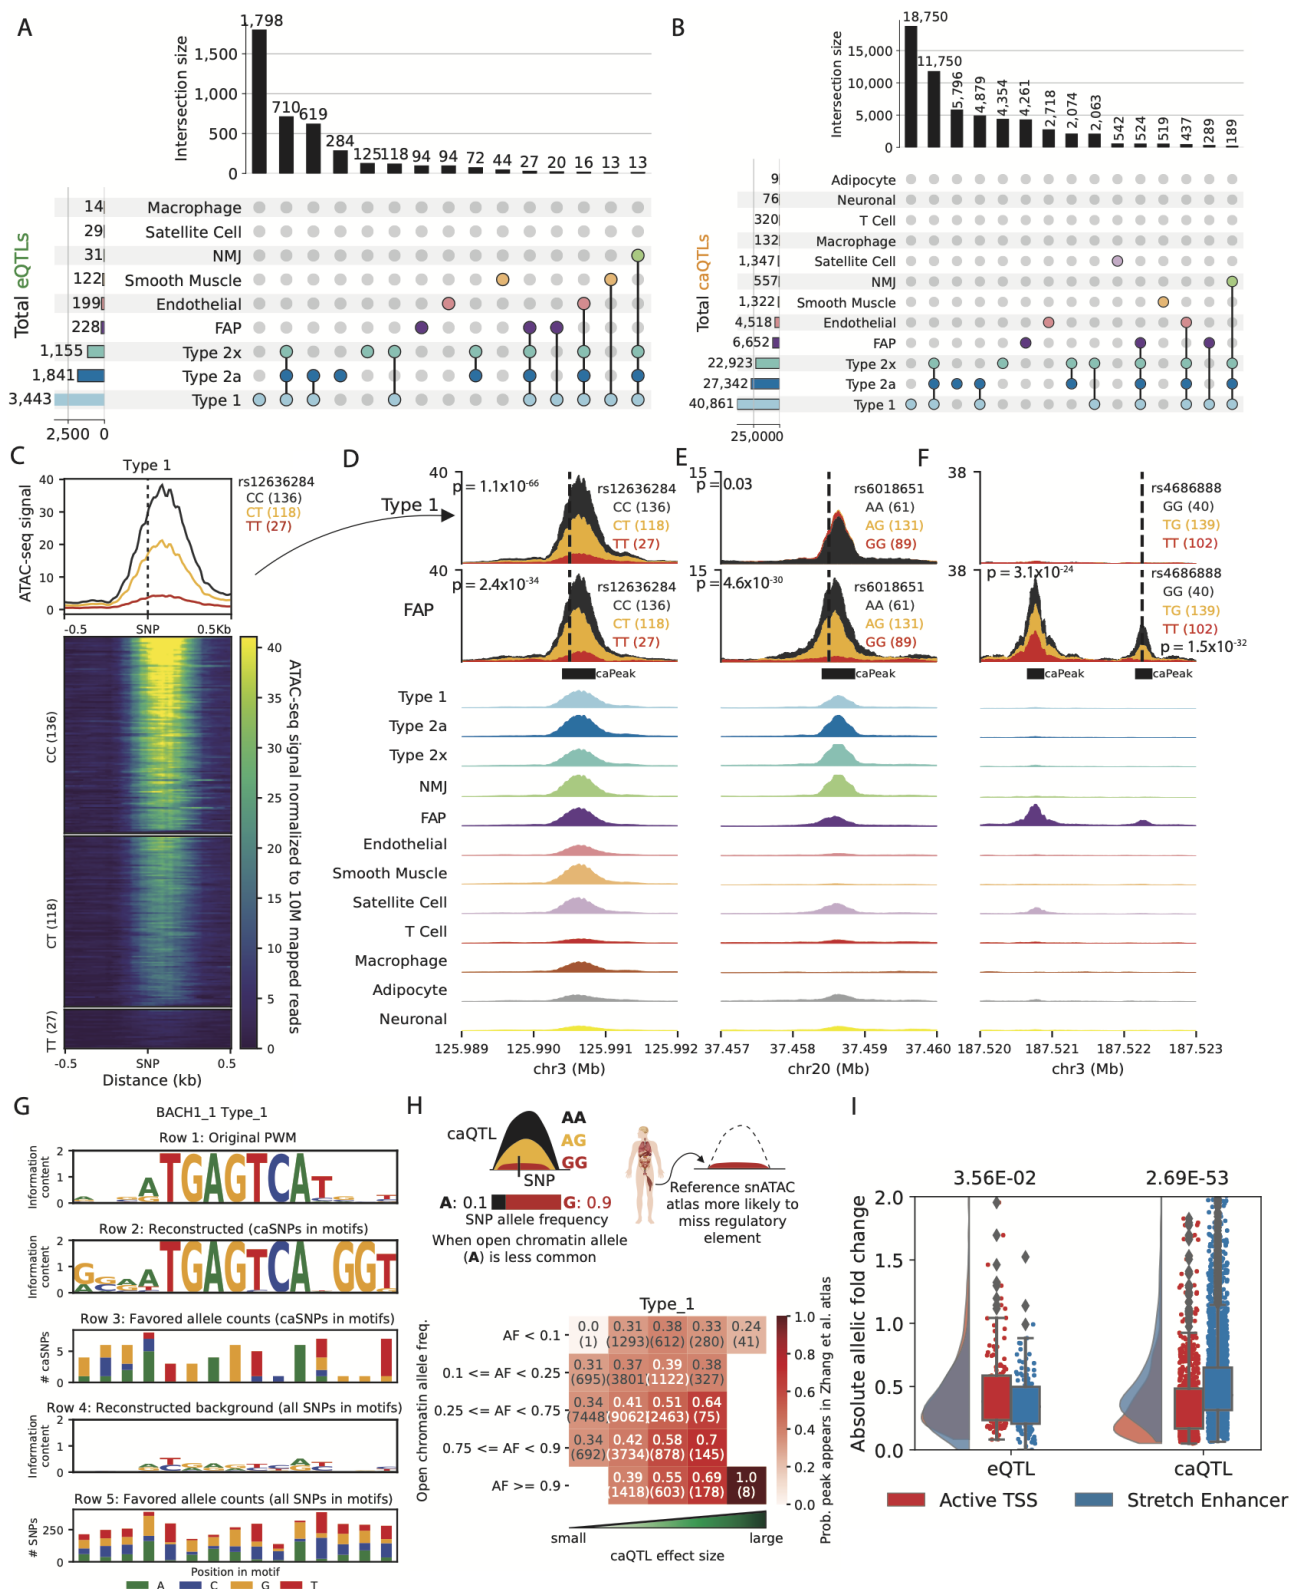 A
1,798
Intersection size
1,500
1,000
500
0
710
619
284
125
118
94
94
72
44
27
20
16
13
13
Total eQTLs
14 Macrophage
29 Satellite Cell
31 NMJ
122 Smooth Muscle
199 Endothelial
228 FAP
1,155 Type 2x
1,841 Type 2a
3,443 Type 1
2,500 0
B
18,750
Intersection size
15,000
10,000
5,000
0
11,750
5,796
4,879
4,354
4,261
2,718
2,074
2,063
542
524
519
437
289
189
Total caQTLs
9 Adipocyte
76 Neuronal
320 T Cell
132 Macrophage
1,347 Satellite Cell
557 NMJ
1,322 Smooth Muscle
4,518 Endothelial
6,652 FAP
22,923 Type 2x
27,342 Type 2a
40,861 Type 1
25,0000
C
Type 1
ATAC-seq signal
40
30
20
10
0
rs12636284
CC (136)
CT (118)
TT (27)
-0.5 SNP 0.5Kb
CC (136)
CT (118)
TT (27)
-0.5 SNP 0.5
Distance (kb)
40
35
30
25
20
15
10
5
0
ATAC-seq signal normalized to 10M mapped reads
D
Type 1
40
p = 1.1x10-66
rs12636284
CC (136)
CT (118)
TT (27)
FAP
40
p = 2.4x10-34
rs12636284
CC (136)
CT (118)
TT (27)
caPeak
E
15
p = 0.03
rs6018651
AA (61)
AG (131)
GG (89)
15
p = 4.6x10-30
rs6018651
AA (61)
AG (131)
GG (89)
caPeak
F
38
rs4686888
GG (40)
TG (139)
TT (102)
38
p = 3.1x10-24
rs4686888
GG (40)
TG (139)
TT (102)
p = 1.5x10-32
caPeak
caPeak
Type 1
Type 2a
Type 2x
NMJ
FAP
Endothelial
Smooth Muscle
Satellite Cell
T Cell
Macrophage
Adipocyte
Neuronal
125.989 125.990 125.991 125.992
chr3 (Mb)
37.457 37.458 37.459 37.460
chr20 (Mb)
187.520 187.521 187.522 187.523
chr3 (Mb)
G
BACH1_1 Type_1
Row 1: Original PWM
Information content
2
1
0
TGAGTCA
Row 2: Reconstructed (caSNPs in motifs)
Information content
2
1
0
TGAGTCA GGT
Row 3: Favored allele counts (caSNPs in motifs)
# caSNPs
5
0
Row 4: Reconstructed background (all SNPs in motifs)
Information content
2
1
0
Row 5: Favored allele counts (all SNPs in motifs)
# SNPs
250
0
Position in motif
A C G T
H
caQTL
AA
AG
GG
SNP
A: 0.1 G: 0.9
SNP allele frequency
When open chromatin allele
(A) is less common
Reference snATAC
atlas more likely to
miss regulatory
element
Type_1
Open chromatin allele freq.
AF < 0.1
0.0 0.31 0.38 0.33 0.24
(1) (1293) (612) (280) (41)
0.1 <= AF < 0.25
0.31 0.37 0.39 0.38
(695) (3801) (1122) (327)
0.25 <= AF < 0.75
0.34 0.41 0.51 0.64
(7448) (9062) (2463) (75)
0.75 <= AF < 0.9
0.34 0.42 0.58 0.7
(692) (3734) (878) (145)
AF >= 0.9
0.39 0.55 0.69 1.0
(1418) (603) (178) (8)
small large
caQTL effect size
1.0
0.8
0.6
0.4
0.2
0.0
Prob. peak appears in Zhang et al. atlas
I
3.56E-02 2.69E-53
Absolute allelic fold change
2.0
1.5
1.0
0.5
0.0
eQTL caQTL
Active TSS Stretch Enhancer